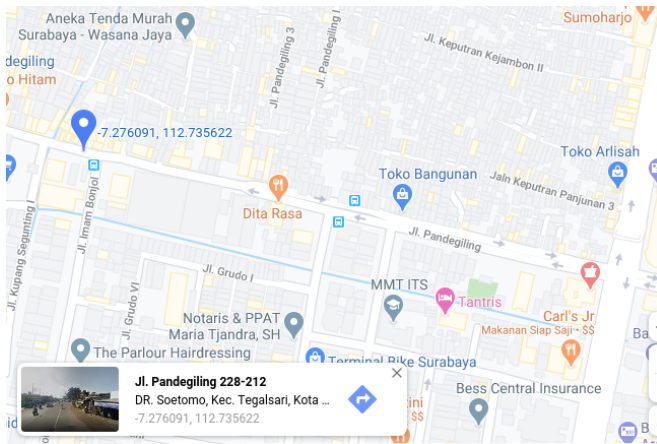 Aneka Tenda Murah
Surabaya - Wasana Jaya
Sumoharjo
Jl. Keputran Kejambon II
Jl. Pandegiling 3
Jl. Pandegiling I
degiling
o Hitam
-7.276091, 112.735622
Toko Arlisah
Toko Bangunan
Jaln Keputran Panjunan 3
Dita Rasa
Jl. Pandegiling
Jl. Imam Bonjol
Jl. Kupang Segunting I
Jl. Grudo I
Jl. Grudo VI
MMT ITS
Tantris
Carl's Jr
Makanan Siap Saji · $$
Notaris & PPAT
Maria Tjandra, SH
The Parlour Hairdressing
Terminal Bike Surabaya
Ba
Bess Central Insurance
ini
$$
B
Jl. Pandegiling 228-212
DR. Soetomo, Kec. Tegalsari, Kota ...
-7.276091, 112.735622